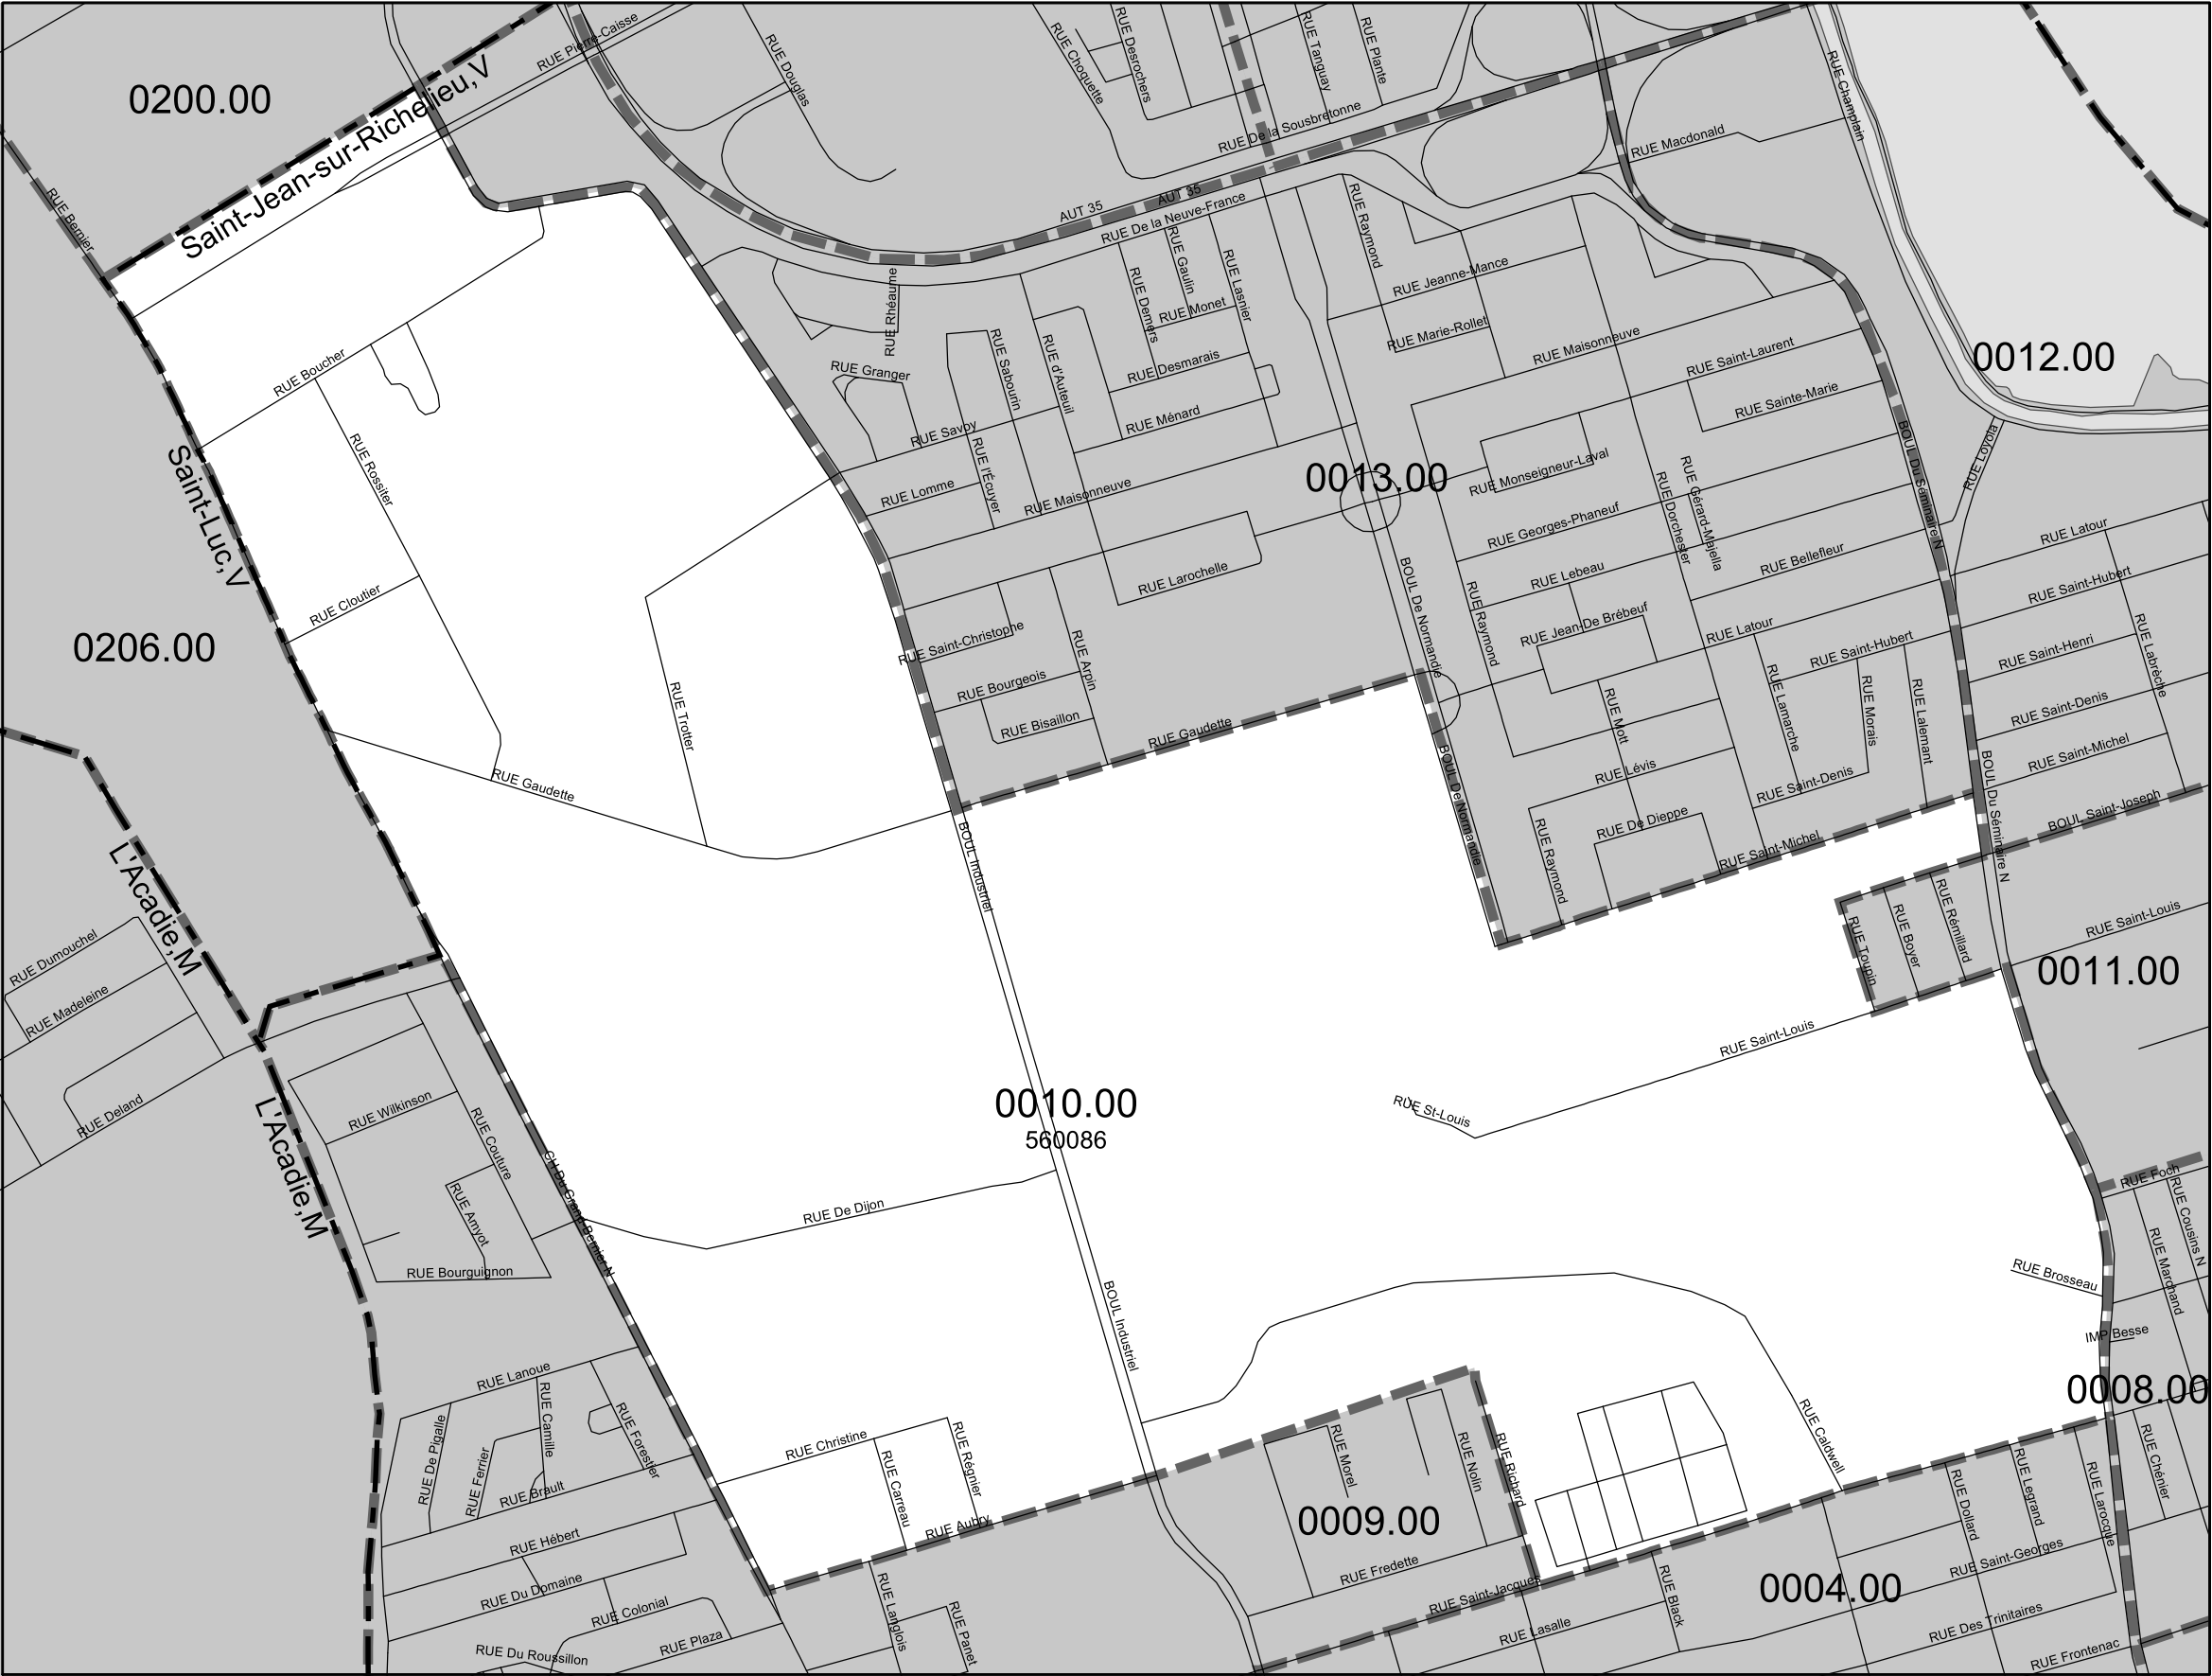 0200.00
Saint-Jean-sur-Richelieu,V
RUE Pierre-Caisse
RUE Bernier
RUE Douglas
RUE Choquette
RUE Desrochers
RUE Tanguay
RUE Plante
RUE De la Sousbretonne
RUE Champlain
RUE Macdonald
AUT 35
AUT 35
RUE De la Neuve-France
RUE Raymond
RUE Jeanne-Mance
RUE Marie-Rollet
RUE Maisonneuve
RUE Saint-Laurent
RUE Sainte-Marie
0012.00
RUE Rhéaume
RUE Demers
RUE Gaulin
RUE Lasnier
RUE Monet
RUE Desmarais
RUE Ménard
RUE Granger
RUE Sabourin
RUE d'Auteuil
RUE Savoy
RUE l'Écuyer
RUE Lomme
RUE Maisonneuve
RUE Boucher
RUE Rossiter
Saint-Luc,V
RUE Cloutier
0206.00
0013.00
RUE Monseigneur-Laval
RUE Georges-Phaneuf
RUE Dorchester
RUE Gérard-Majella
RUE Lebeau
RUE Bellefleur
BOUL Du Séminaire N
RUE Loyola
RUE Latour
RUE Saint-Hubert
RUE Saint-Henri
RUE Labrèche
RUE Saint-Denis
RUE Saint-Michel
BOUL Saint-Joseph
RUE Larochelle
BOUL De Normandie
RUE Raymond
RUE Jean-De Brébeuf
RUE Latour
RUE Saint-Hubert
RUE Saint-Christophe
RUE Arpin
RUE Bourgeois
RUE Bisaillon
RUE Gaudette
RUE Trotter
RUE Gaudette
RUE Mott
RUE Lamarche
RUE Morais
RUE Lalemant
RUE Lévis
RUE Saint-Denis
RUE De Dieppe
RUE Saint-Michel
RUE Raymond
BOUL De Normandie
BOUL Du Séminaire N
BOUL Industriel
RUE Toupin
RUE Boyer
RUE Rémillard
RUE Saint-Louis
0011.00
RUE Saint-Louis
RUE St-Louis
L'Acadie,M
RUE Dumouchel
RUE Madeleine
RUE Deland
L'Acadie,M
RUE Wilkinson
RUE Couture
RUE Amyot
RUE Bourguignon
CH Du Grand-Bernier N
0010.00
560086
RUE De Dijon
BOUL Industriel
RUE Foch
RUE Cousins N
RUE Marchand
RUE Brosseau
IMP Besse
0008.00
RUE Lanoue
RUE Camille
RUE De Pigalle
RUE Ferrier
RUE Forestier
RUE Brault
RUE Hébert
RUE Du Domaine
RUE Colonial
RUE Plaza
RUE Du Roussillon
RUE Christine
RUE Régnier
RUE Carreau
RUE Aubry
RUE Langlois
RUE Panet
RUE Morel
RUE Nolin
RUE Richard
0009.00
RUE Fredette
RUE Saint-Jacques
RUE Lasalle
RUE Black
RUE Caldwell
0004.00
RUE Dollard
RUE Legrand
RUE Larocque
RUE Chénier
RUE Saint-Georges
RUE Des Trinitaires
RUE Frontenac